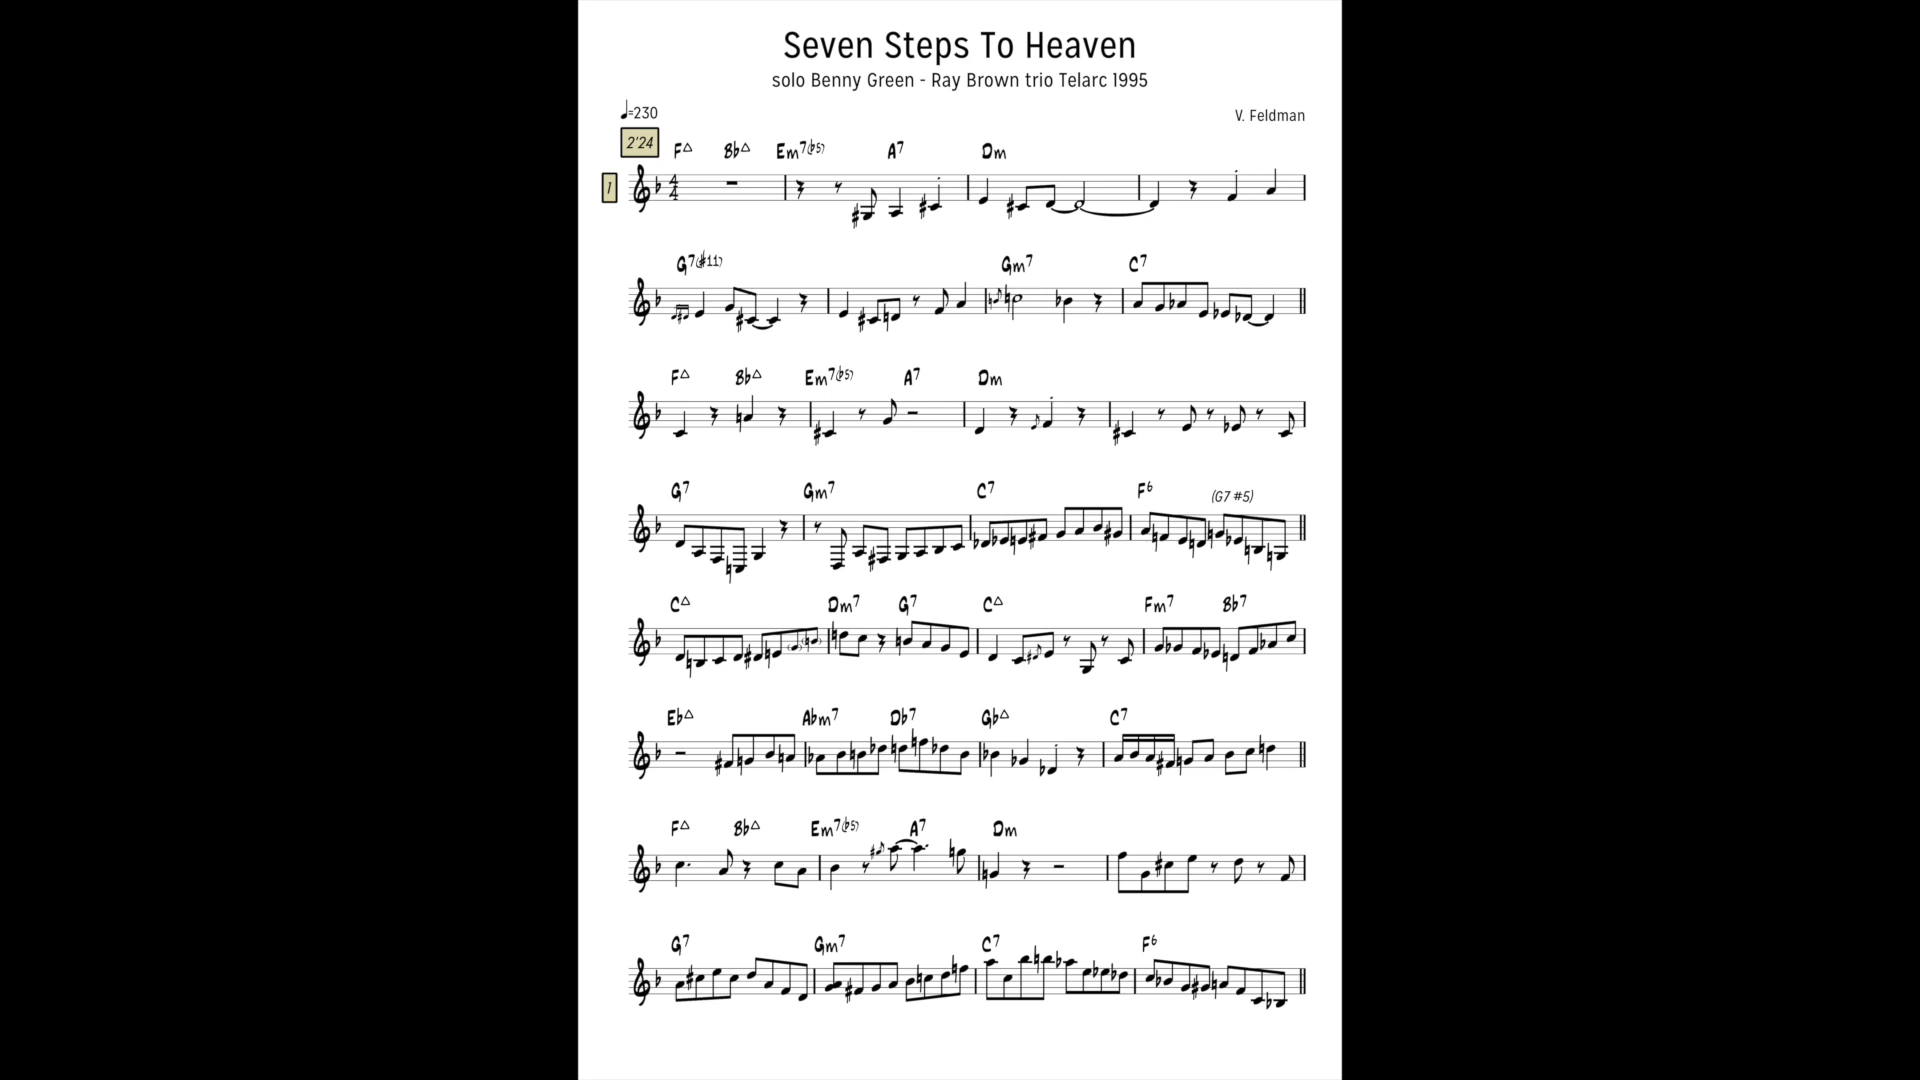 Seven Steps To Heaven
solo Benny Green - Ray Brown trio Telarc 1995
♩=230
V. Feldman
2'24
F△ Bb△ Em7(b5) A7 Dm
1
4
4
G7(#11) Gm7 C7
F△ Bb△ Em7(b5) A7 Dm
G7 Gm7 C7 F6 (G7 #5)
C△ Dm7 G7 C△ Fm7 Bb7
Eb△ Abm7 Db7 Gb△ C7
F△ Bb△ Em7(b5) A7 Dm
G7 Gm7 C7 F6